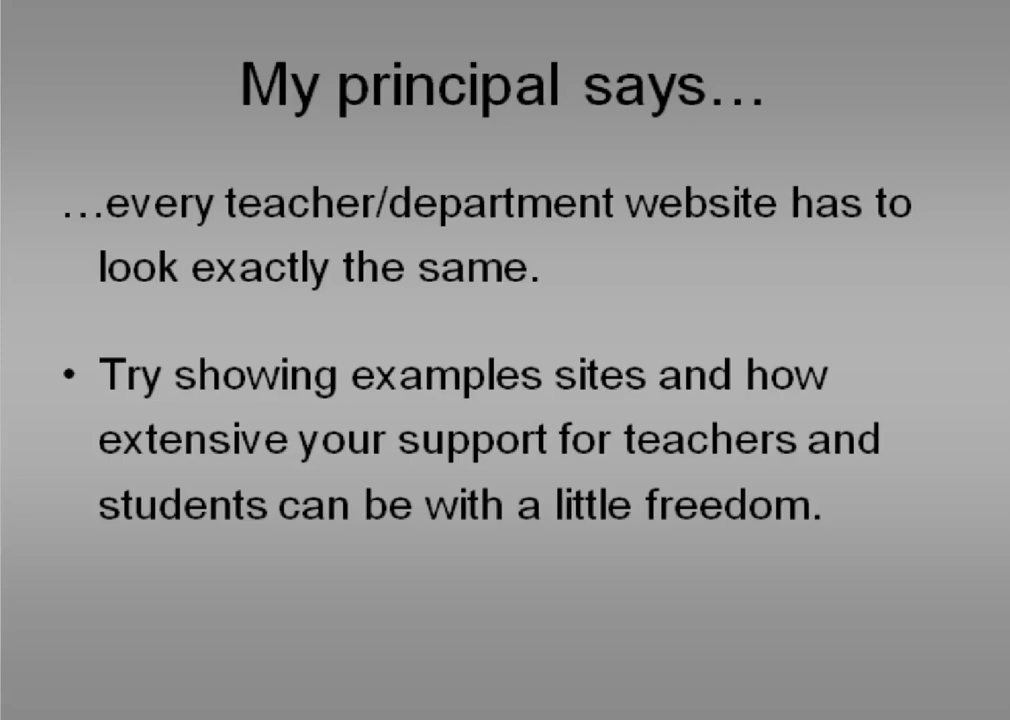 My principal says…
…every teacher/department website has to
look exactly the same.
• Try showing examples sites and how
extensive your support for teachers and
students can be with a little freedom.